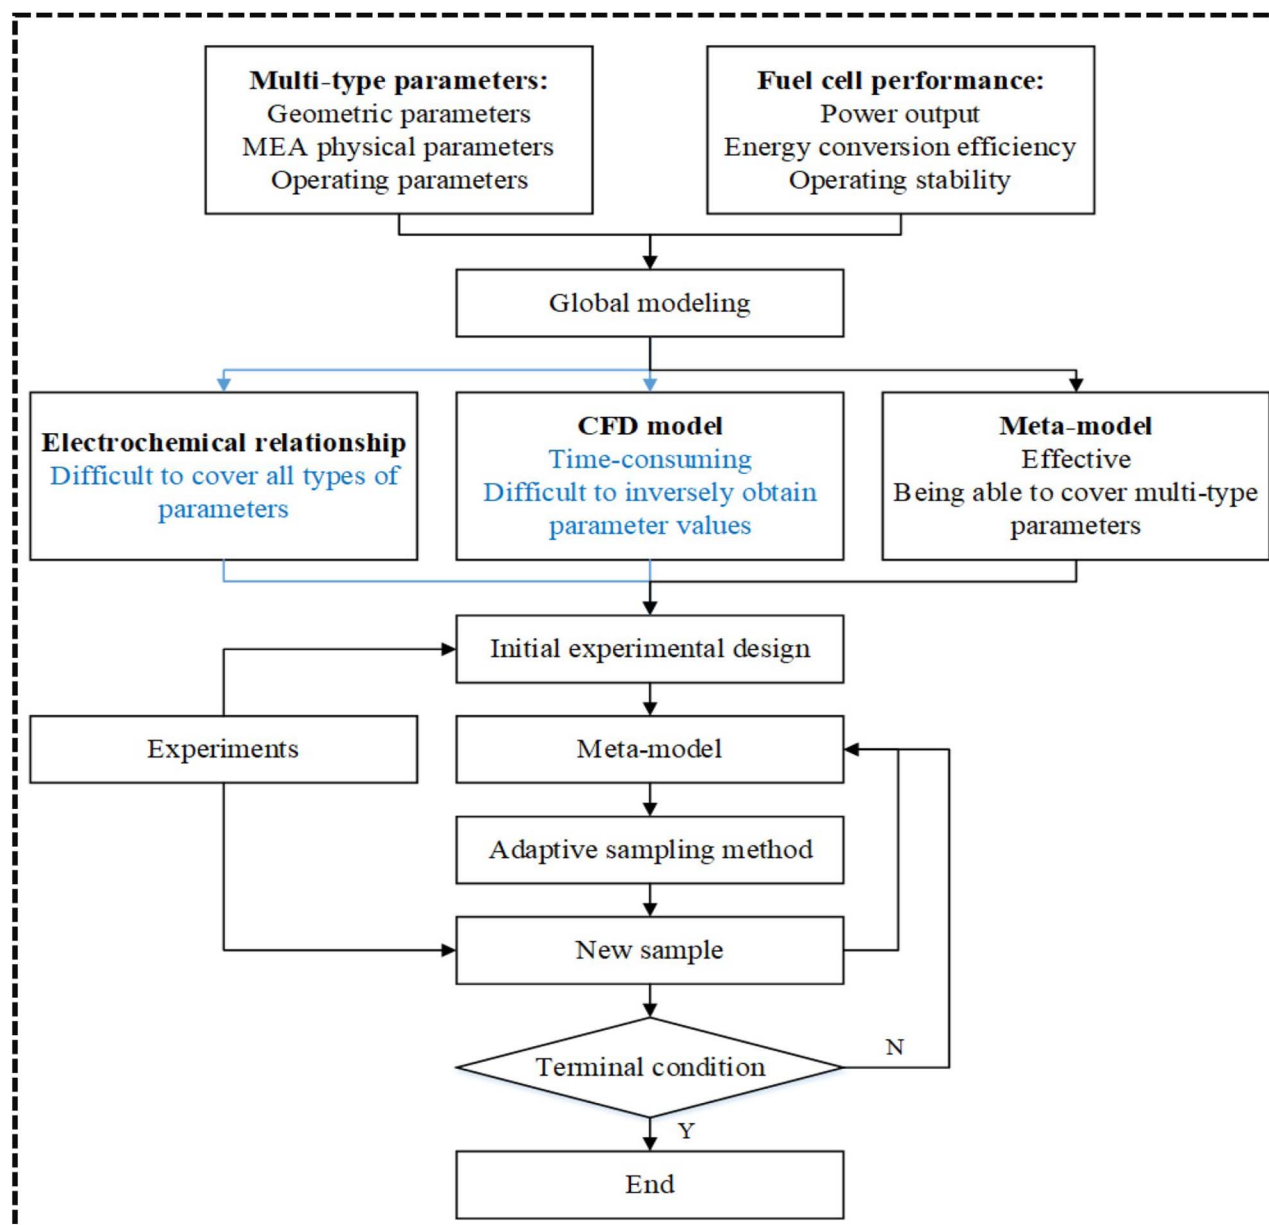 Multi-type parameters:
Geometric parameters
MEA physical parameters
Operating parameters
Fuel cell performance:
Power output
Energy conversion efficiency
Operating stability
Global modeling
Electrochemical relationship
Difficult to cover all types of
parameters
CFD model
Time-consuming
Difficult to inversely obtain
parameter values
Meta-model
Effective
Being able to cover multi-type
parameters
Initial experimental design
Experiments
Meta-model
Adaptive sampling method
New sample
Terminal condition
N
Y
End